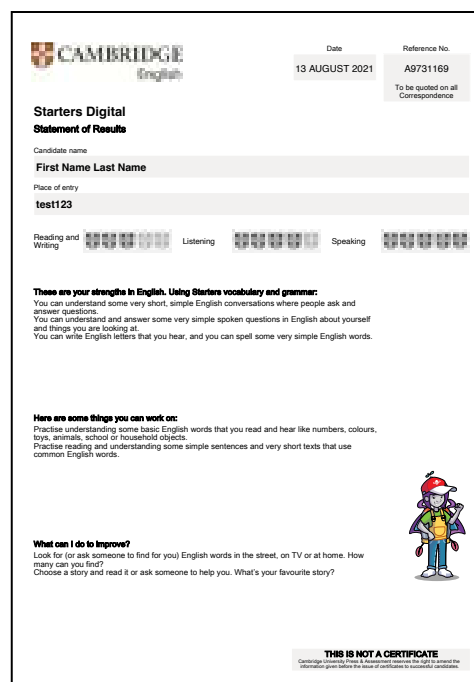 CAMBRIDGE
English
Date
Reference No.
13 AUGUST 2021
A9731169
To be quoted on all
Correspondence
Starters Digital
Statement of Results
Candidate name
First Name Last Name
Place of entry
test123
Reading and
Writing
Listening
Speaking
These are your strengths in English. Using Starters vocabulary and grammar:
You can understand some very short, simple English conversations where people ask and
answer questions.
You can understand and answer some very simple spoken questions in English about yourself
and things you are looking at.
You can write English letters that you hear, and you can spell some very simple English words.
Here are some things you can work on:
Practise understanding some basic English words that you read and hear like numbers, colours,
toys, animals, school or household objects.
Practise reading and understanding some simple sentences and very short texts that use
common English words.
What can I do to improve?
Look for (or ask someone to find for you) English words in the street, on TV or at home. How
many can you find?
Choose a story and read it or ask someone to help you. What's your favourite story?
THIS IS NOT A CERTIFICATE
Cambridge University Press & Assessment reserves the right to amend the
information given before the issue of certificates to successful candidates.